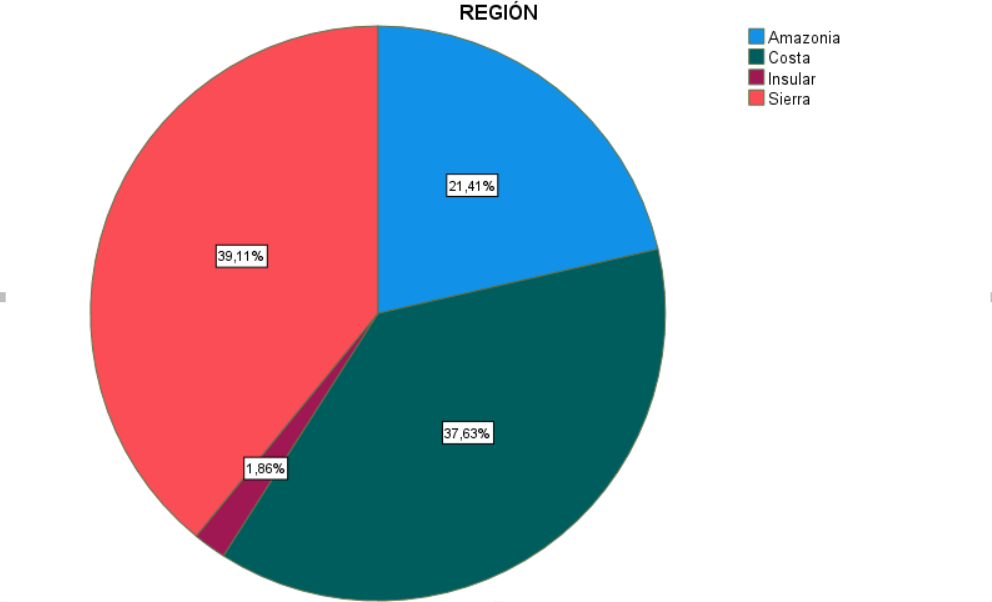 REGIÓN
Amazonia
Costa
Insular
Sierra
21,41%
39,11%
37,63%
1,86%